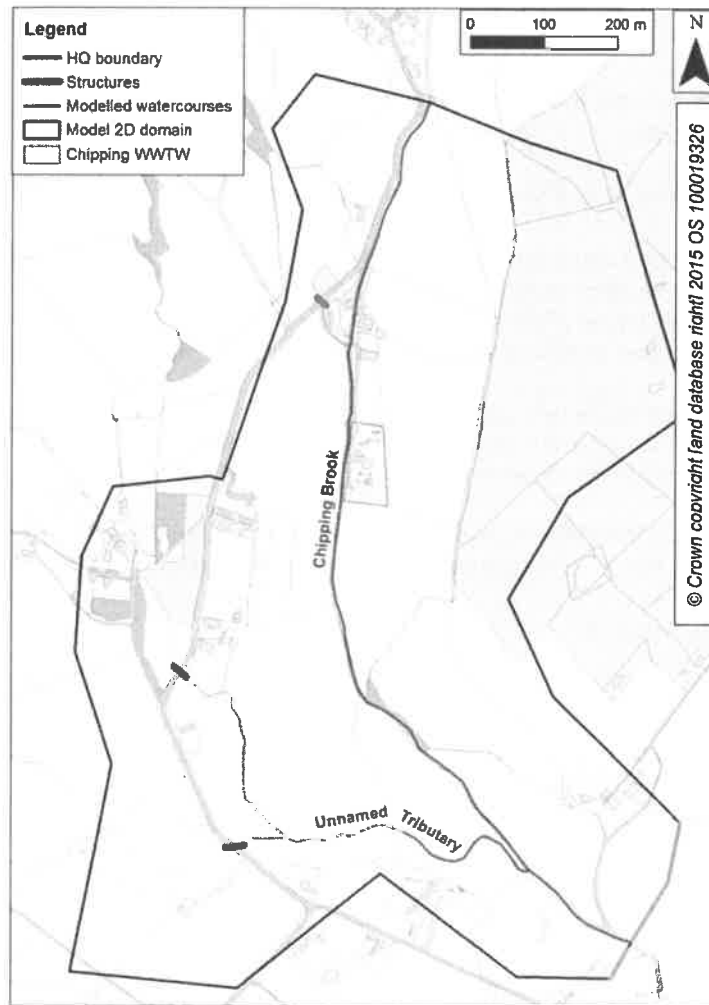 Legend
HQ boundary
Structures
Modelled watercourses
Model 2D domain
Chipping WWTW
0 100 200 m
N
© Crown copyright [and database right] 2015 OS 100019326
Chipping Brook
Unnamed Tributary